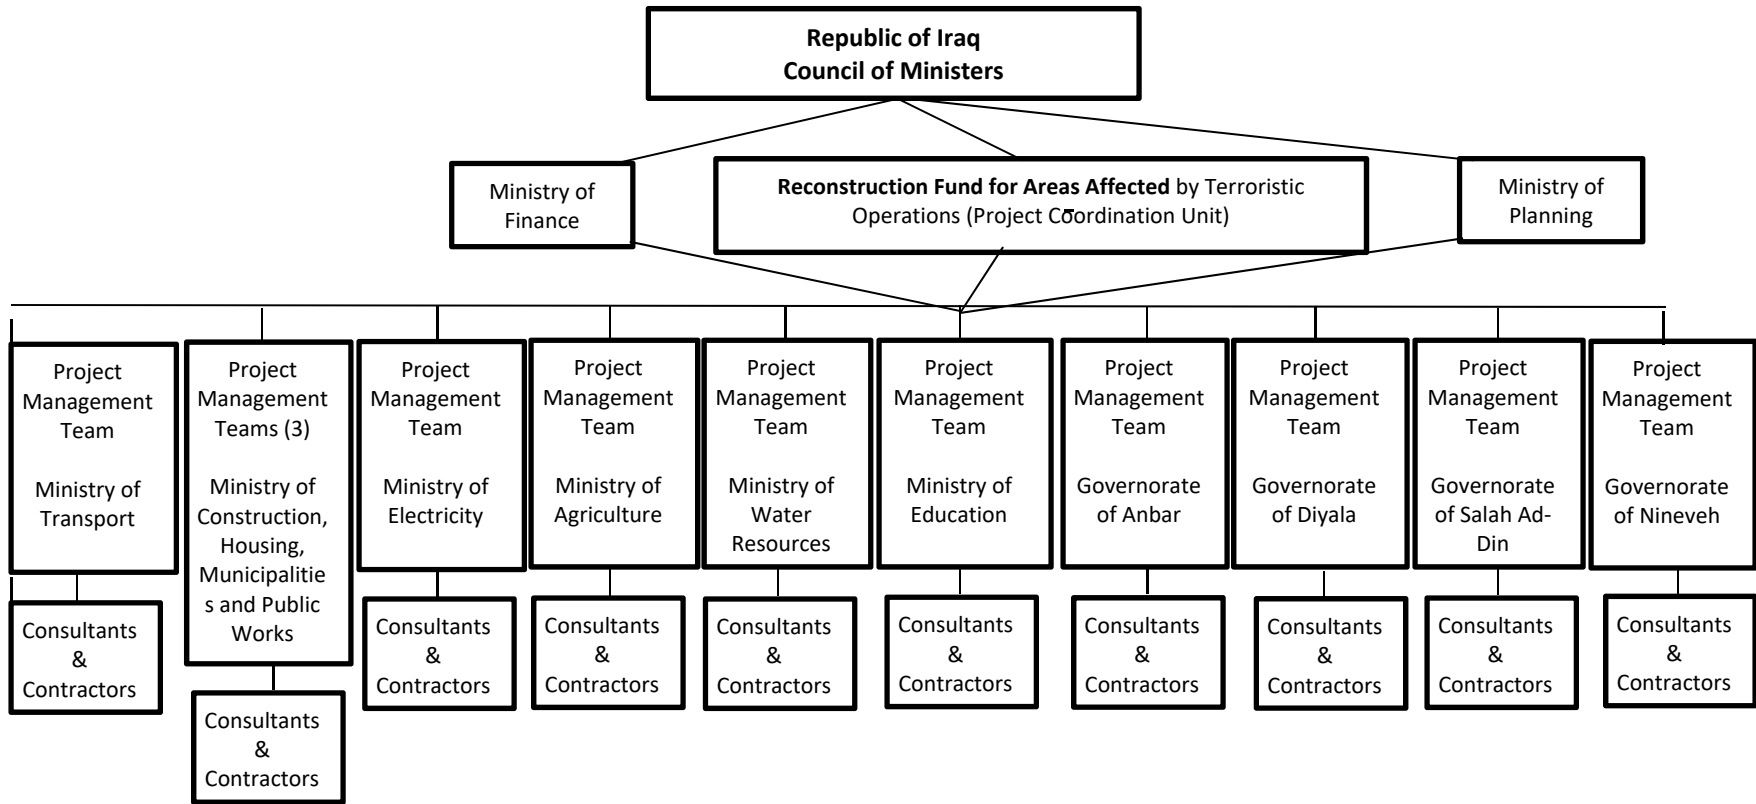 Republic of Iraq
Council of Ministers
Ministry of
Finance
Reconstruction Fund for Areas Affected by Terroristic
Operations (Project Coordination Unit)
Ministry of
Planning
Project
Management
Team
Ministry of
Transport
Project
Management
Teams (3)
Ministry of
Construction,
Housing,
Municipalitie
s and Public
Works
Project
Management
Team
Ministry of
Electricity
Project
Management
Team
Ministry of
Agriculture
Project
Management
Team
Ministry of
Water
Resources
Project
Management
Team
Ministry of
Education
Project
Management
Team
Governorate
of Anbar
Project
Management
Team
Governorate
of Diyala
Project
Management
Team
Governorate
of Salah Ad-
Din
Project
Management
Team
Governorate
of Nineveh
Consultants
&
Contractors
Consultants
&
Contractors
Consultants
&
Contractors
Consultants
&
Contractors
Consultants
&
Contractors
Consultants
&
Contractors
Consultants
&
Contractors
Consultants
&
Contractors
Consultants
&
Contractors
Consultants
&
Contractors